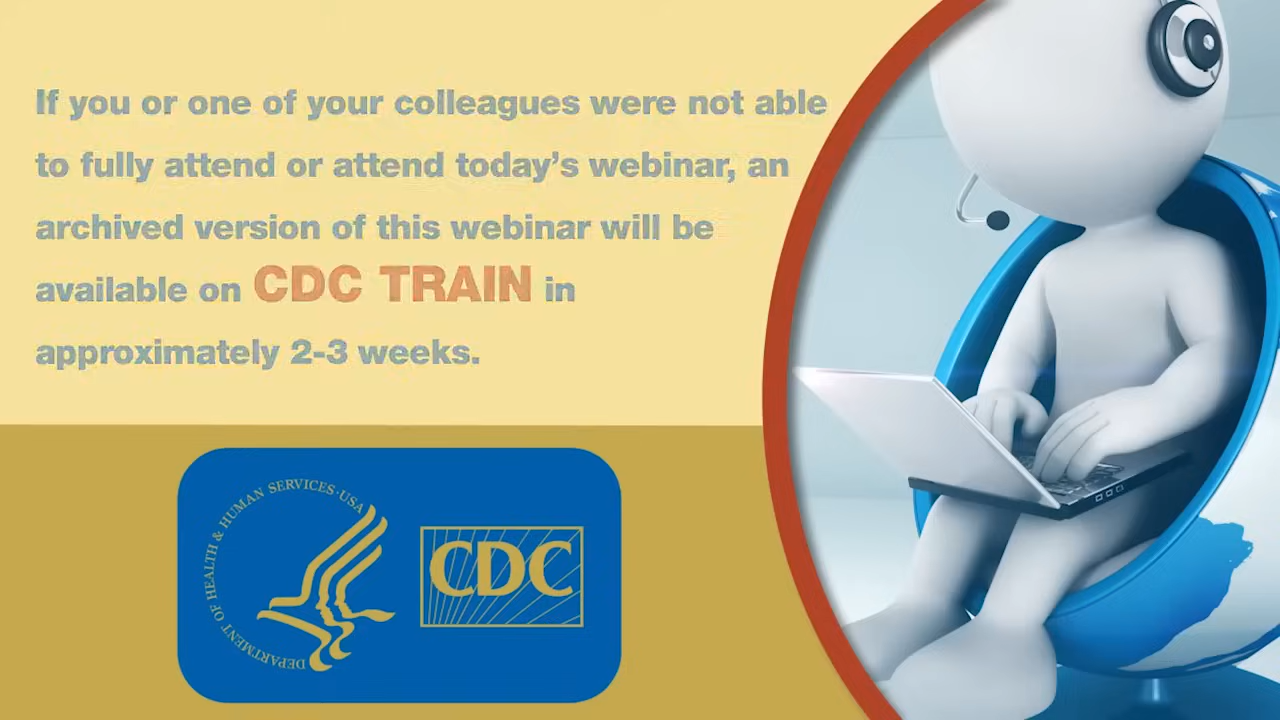 If you or one of your colleagues were not able
to fully attend or attend today's webinar, an
archived version of this webinar will be
available on CDC TRAIN in
approximately 2-3 weeks.
DEPARTMENT OF HEALTH & HUMAN SERVICES·USA
CDC